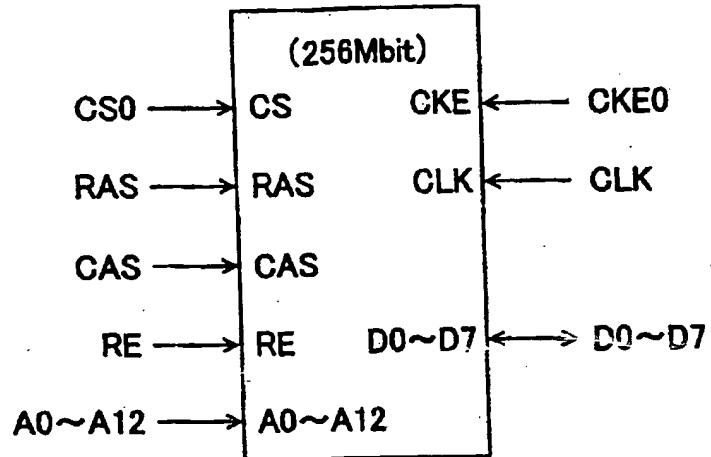 (256Mbit)
CS0 CS CKE CKE0
RAS RAS CLK CLK
CAS CAS
RE RE D0~D7 D0~D7
A0~A12 A0~A12